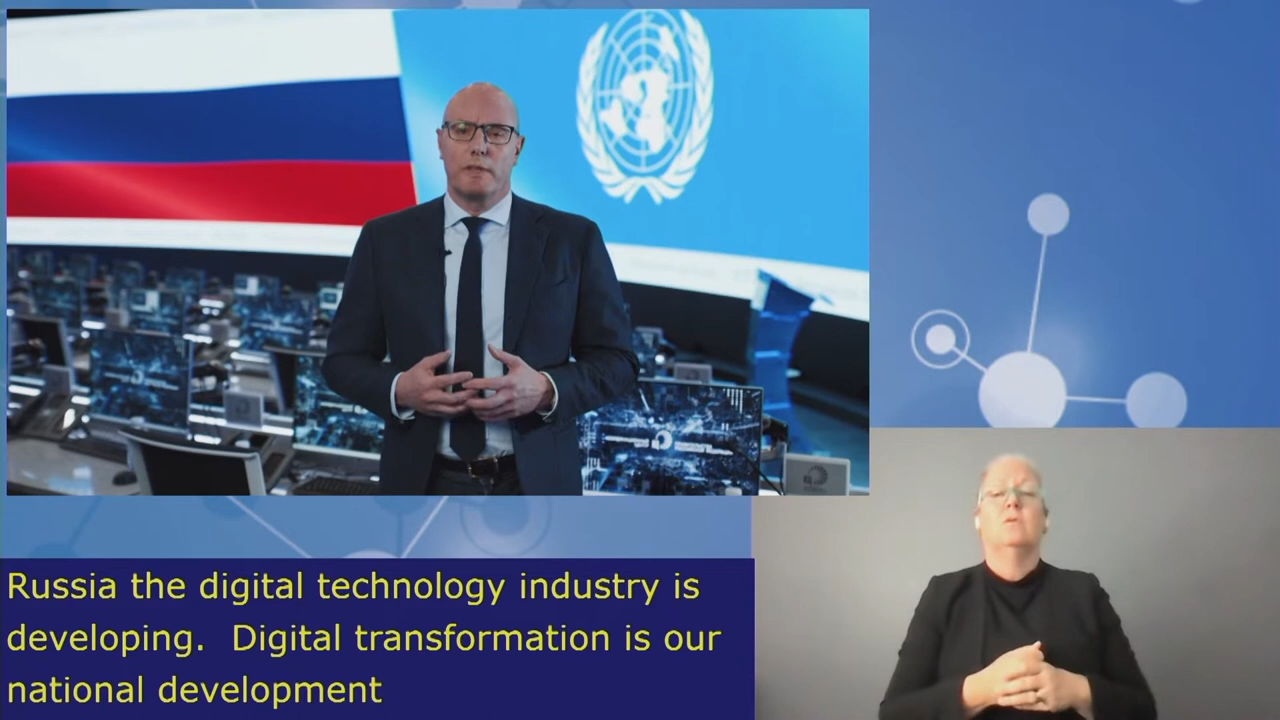 Russia the digital technology industry is
developing.  Digital transformation is our
national development